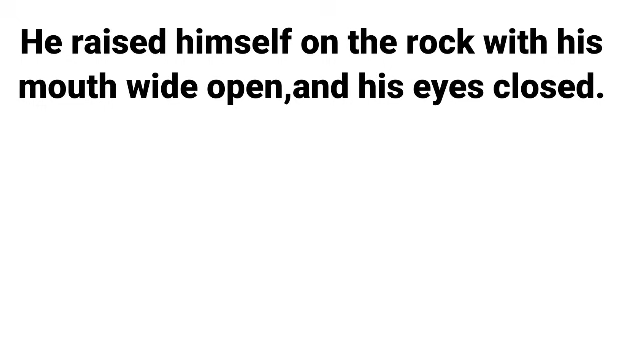 He raised himself on the rock with his
mouth wide open,and his eyes closed.